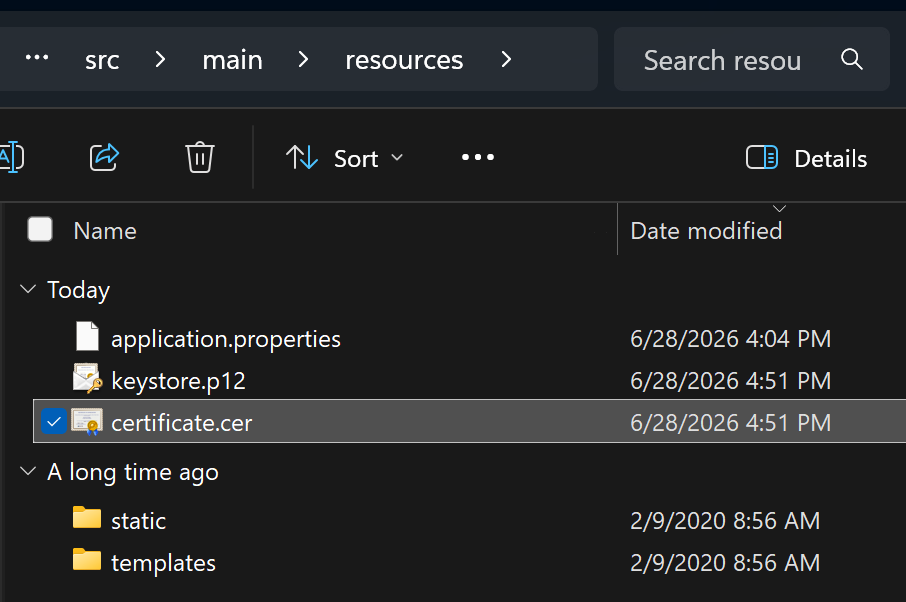 src > main > resources >
Search resou
Sort
Details
Name Date modified
Today
application.properties 6/28/2026 4:04 PM
keystore.p12 6/28/2026 4:51 PM
certificate.cer 6/28/2026 4:51 PM
A long time ago
static 2/9/2020 8:56 AM
templates 2/9/2020 8:56 AM